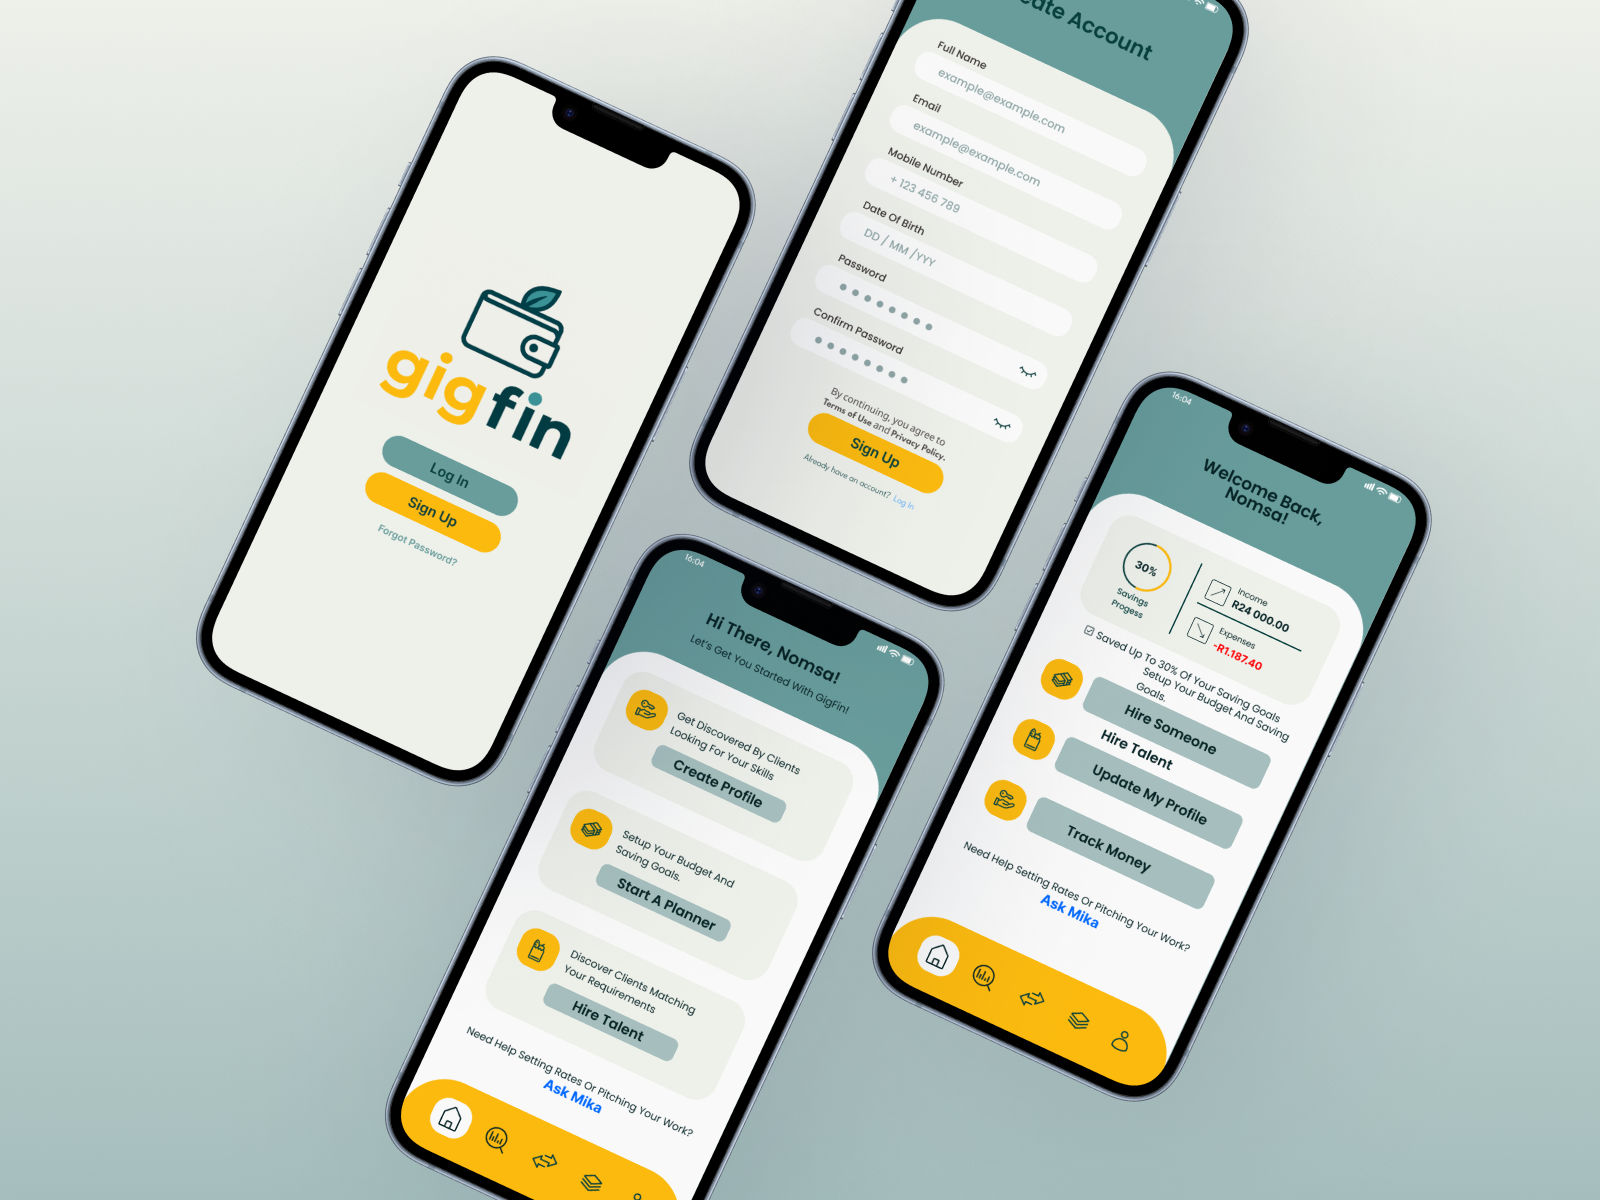 gigfin
Log In
Sign Up
Forgot Password?
eate Account
Full Name
example@example.com
Email
example@example.com
Mobile Number
+ 123 456 789
Date Of Birth
DD / MM /YYY
Password
Confirm Password
By continuing, you agree to
Terms of Use and Privacy Policy.
Sign Up
Already have an account? Log In
16:04
Hi There, Nomsa!
Let's Get You Started With GigFin!
Get Discovered By Clients
Looking For Your Skills
Create Profile
Setup Your Budget And
Saving Goals.
Start A Planner
Discover Clients Matching
Your Requirements
Hire Talent
Need Help Setting Rates Or Pitching Your Work?
Ask Mika
16:04
Welcome Back,
Nomsa!
30%
Savings
Progess
Income
R24 000.00
Expenses
-R1.187.40
Saved Up To 30% Of Your Saving Goals
Setup Your Budget And Saving
Goals.
Hire Someone
Hire Talent
Update My Profile
Track Money
Need Help Setting Rates Or Pitching Your Work?
Ask Mika